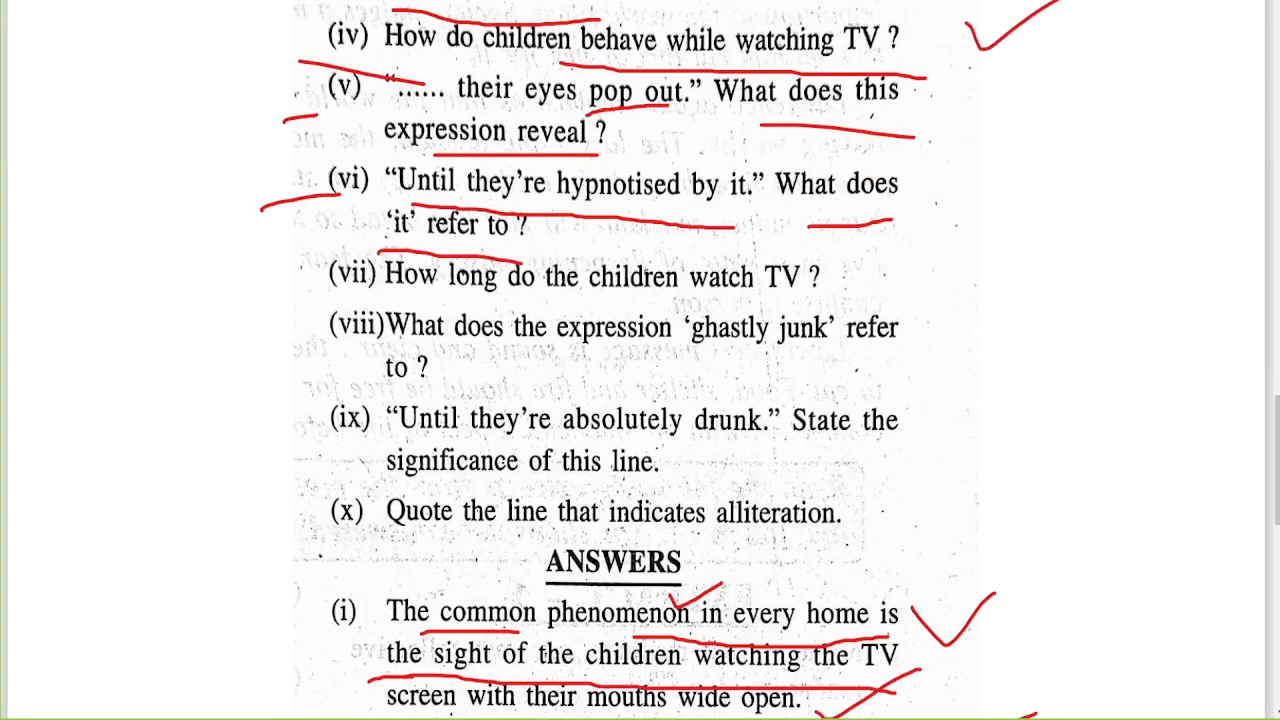 (iv) How do children behave while watching TV ?
(v) “...... their eyes pop out.” What does this
expression reveal ?
(vi) “Until they’re hypnotised by it.” What does
‘it’ refer to ?
(vii) How long do the children watch TV ?
(viii) What does the expression ‘ghastly junk’ refer
to ?
(ix) “Until they’re absolutely drunk.” State the
significance of this line.
(x) Quote the line that indicates alliteration.
ANSWERS
(i) The common phenomenon in every home is
the sight of the children watching the TV
screen with their mouths wide open.